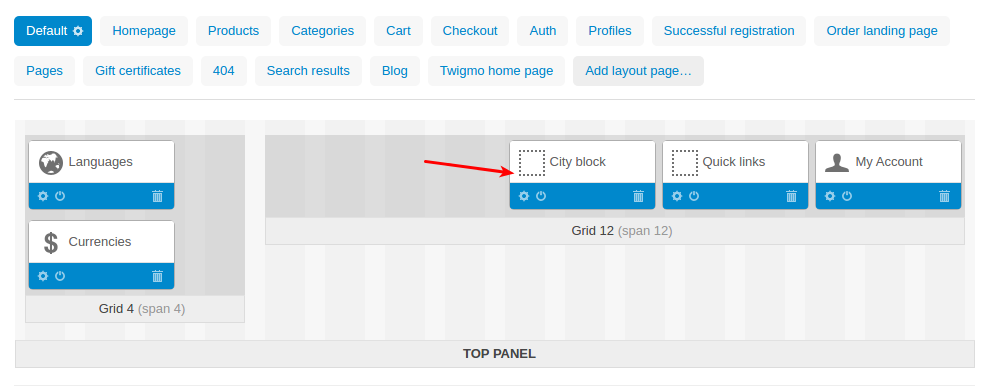 Default Homepage Products Categories Cart Checkout Auth Profiles Successful registration Order landing page
Pages Gift certificates 404 Search results Blog Twigmo home page Add layout page…
Languages City block Quick links My Account
Currencies
Grid 12 (span 12)
Grid 4 (span 4)
TOP PANEL